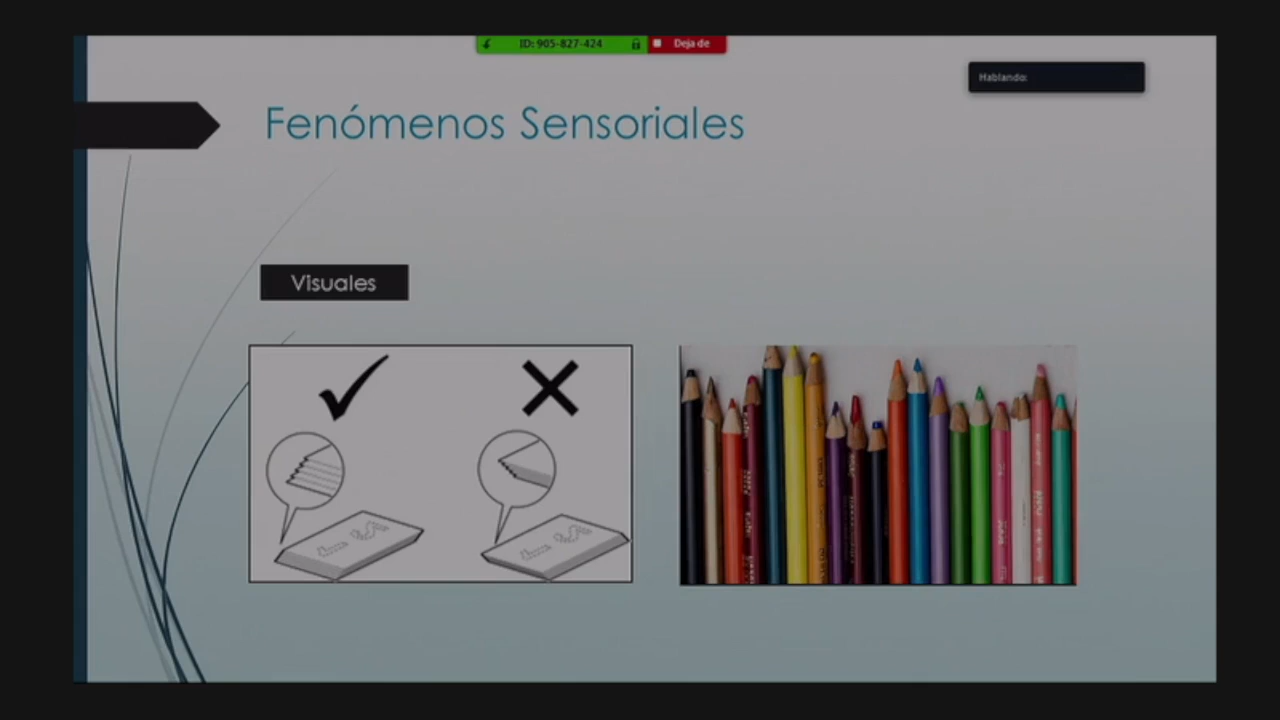 ID: 905-827-424
Deja de
Hablando:
Fenómenos Sensoriales
Visuales